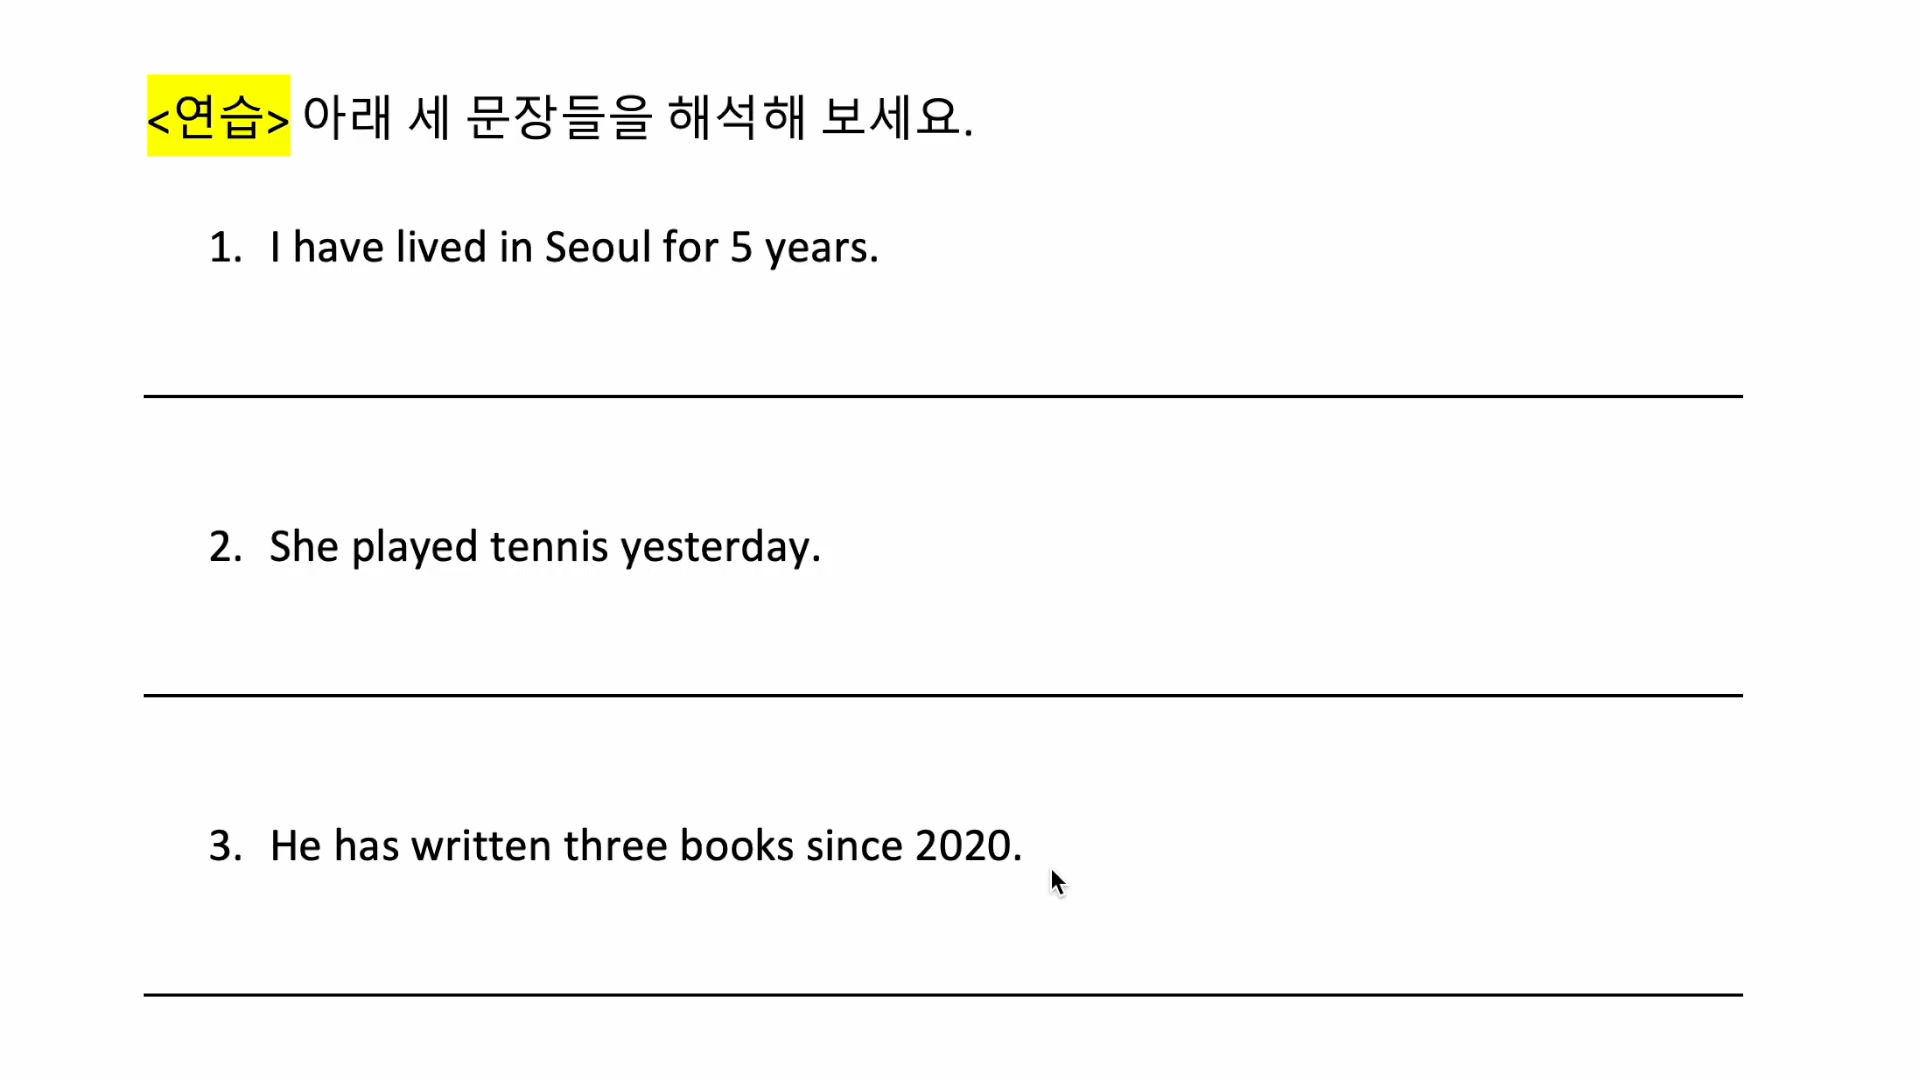 <연습> 아래 세 문장들을 해석해 보세요.
1. I have lived in Seoul for 5 years.
2. She played tennis yesterday.
3. He has written three books since 2020.